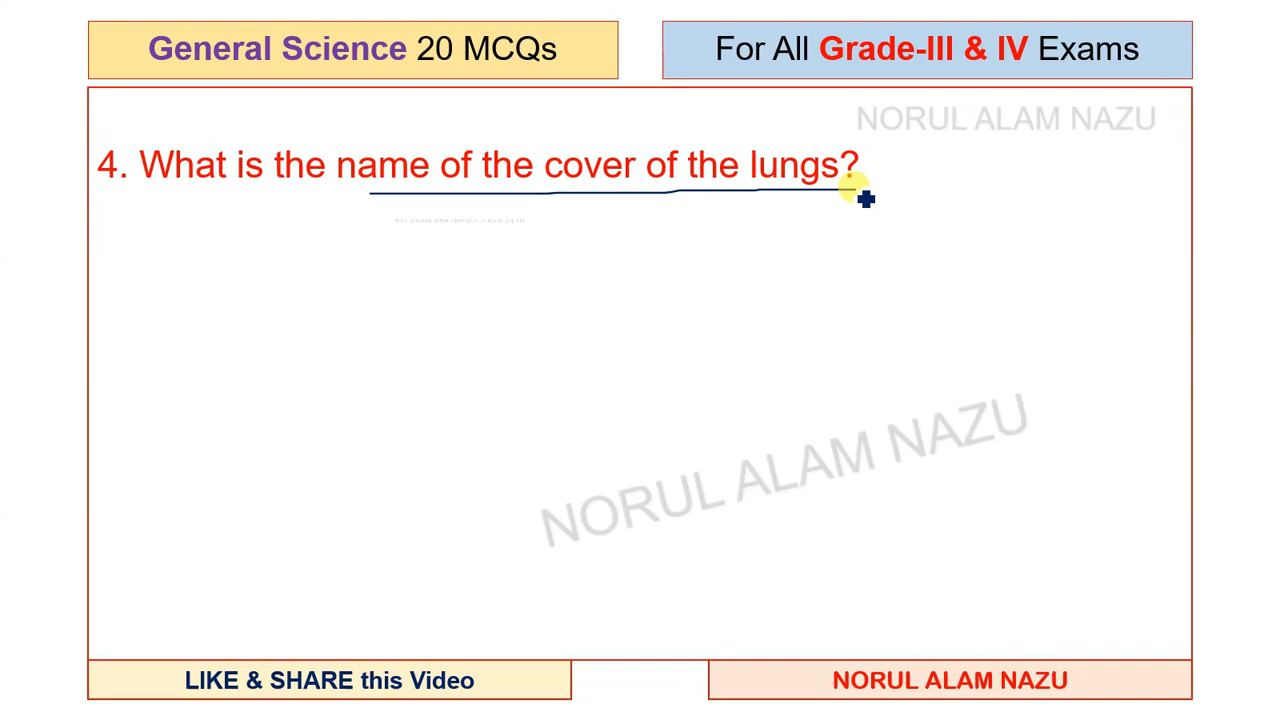 General Science 20 MCQs
For All Grade-III & IV Exams
NORUL ALAM NAZU
4. What is the name of the cover of the lungs?
NORUL ALAM NAZU
LIKE & SHARE this Video
NORUL ALAM NAZU